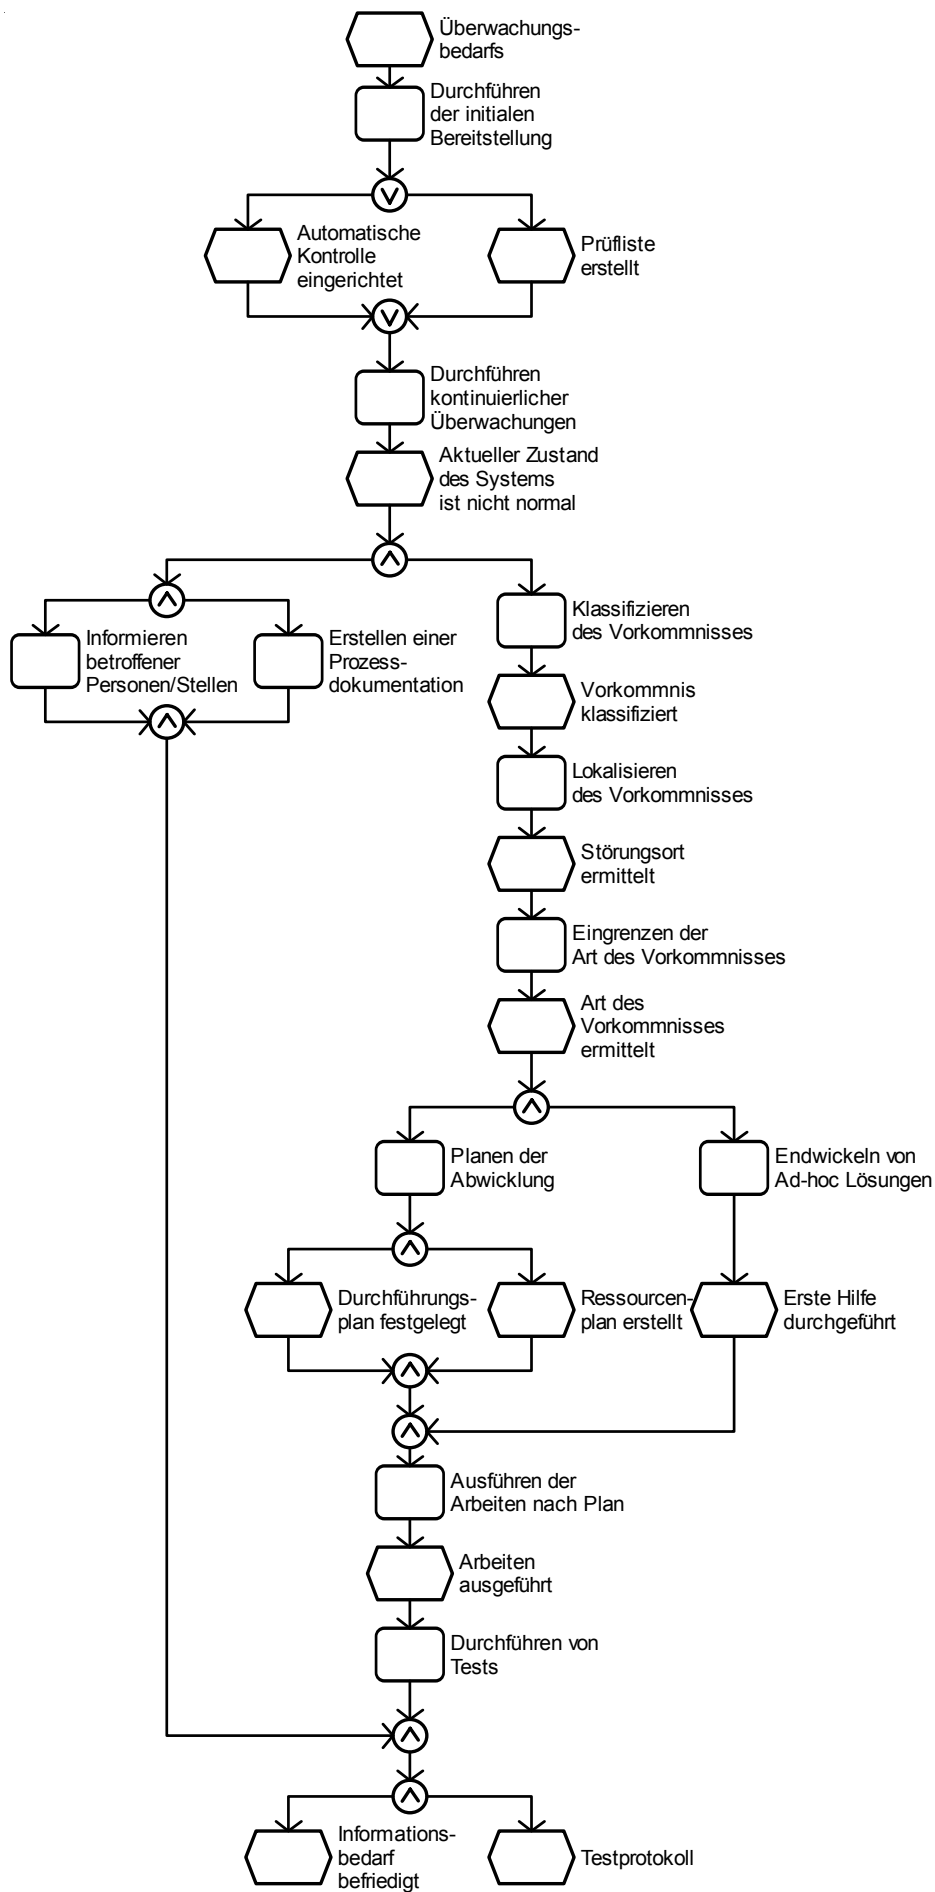 Überwachungs-
bedarfs
Durchführen
der initialen
Bereitstellung
Automatische
Kontrolle
eingerichtet
Prüfliste
erstellt
Durchführen
kontinuierlicher
Überwachungen
Aktueller Zustand
des Systems
ist nicht normal
Informieren
betroffener
Personen/Stellen
Erstellen einer
Prozess-
dokumentation
Klassifizieren
des Vorkommnisses
Vorkommnis
klassifiziert
Lokalisieren
des Vorkommnisses
Störungsort
ermittelt
Eingrenzen der
Art des Vorkommnisses
Art des
Vorkommnisses
ermittelt
Planen der
Abwicklung
Endwickeln von
Ad-hoc Lösungen
Durchführungs-
plan festgelegt
Ressourcen-
plan erstellt
Erste Hilfe
durchgeführt
Ausführen der
Arbeiten nach Plan
Arbeiten
ausgeführt
Durchführen von
Tests
Informations-
bedarf
befriedigt
Testprotokoll